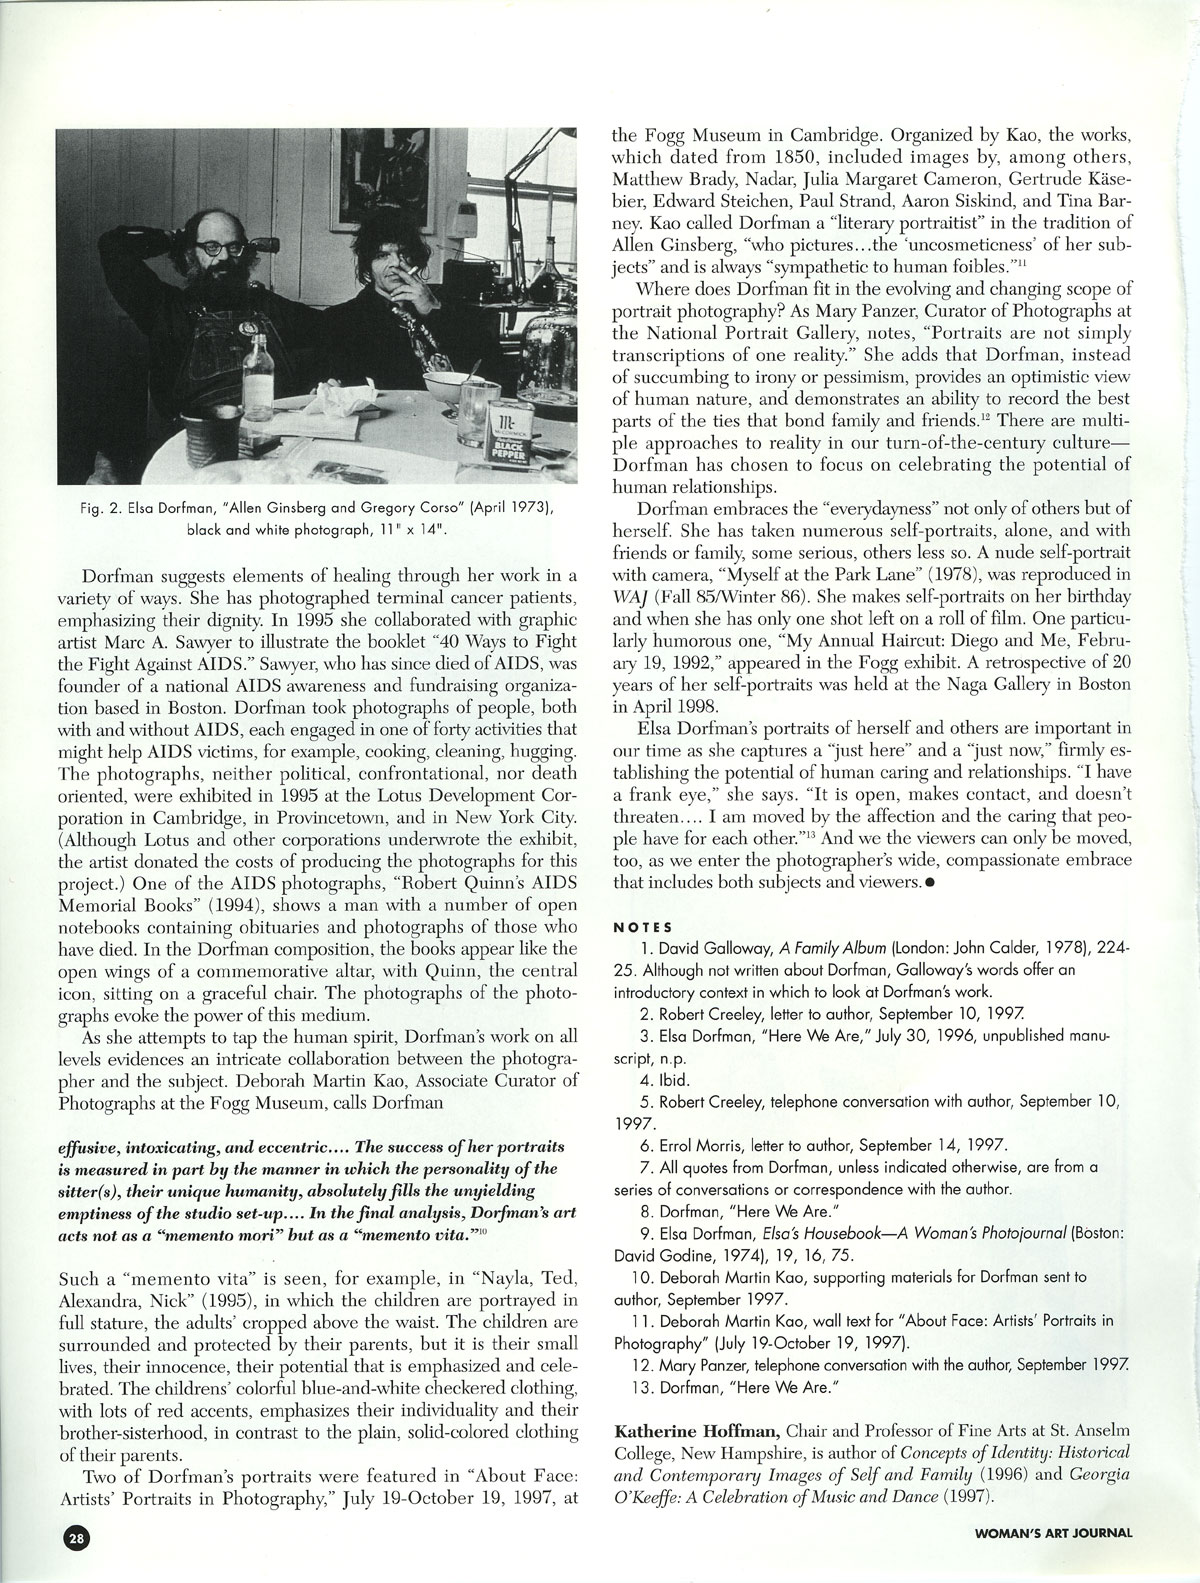 McCORMICK
BLACK
PEPPER
Fig. 2. Elsa Dorfman, "Allen Ginsberg and Gregory Corso" (April 1973),
black and white photograph, 11" x 14".
Dorfman suggests elements of healing through her work in a
variety of ways. She has photographed terminal cancer patients,
emphasizing their dignity. In 1995 she collaborated with graphic
artist Marc A. Sawyer to illustrate the booklet “40 Ways to Fight
the Fight Against AIDS.” Sawyer, who has since died of AIDS, was
founder of a national AIDS awareness and fundraising organiza-
tion based in Boston. Dorfman took photographs of people, both
with and without AIDS, each engaged in one of forty activities that
might help AIDS victims, for example, cooking, cleaning, hugging.
The photographs, neither political, confrontational, nor death
oriented, were exhibited in 1995 at the Lotus Development Cor-
poration in Cambridge, in Provincetown, and in New York City.
(Although Lotus and other corporations underwrote the exhibit,
the artist donated the costs of producing the photographs for this
project.) One of the AIDS photographs, “Robert Quinn’s AIDS
Memorial Books” (1994), shows a man with a number of open
notebooks containing obituaries and photographs of those who
have died. In the Dorfman composition, the books appear like the
open wings of a commemorative altar, with Quinn, the central
icon, sitting on a graceful chair. The photographs of the photo-
graphs evoke the power of this medium.
As she attempts to tap the human spirit, Dorfman’s work on all
levels evidences an intricate collaboration between the photogra-
pher and the subject. Deborah Martin Kao, Associate Curator of
Photographs at the Fogg Museum, calls Dorfman
effusive, intoxicating, and eccentric.... The success of her portraits
is measured in part by the manner in which the personality of the
sitter(s), their unique humanity, absolutely fills the unyielding
emptiness of the studio set-up.... In the final analysis, Dorfman’s art
acts not as a “memento mori” but as a “memento vita.”10
Such a “memento vita” is seen, for example, in “Nayla, Ted,
Alexandra, Nick” (1995), in which the children are portrayed in
full stature, the adults’ cropped above the waist. The children are
surrounded and protected by their parents, but it is their small
lives, their innocence, their potential that is emphasized and cele-
brated. The childrens’ colorful blue-and-white checkered clothing,
with lots of red accents, emphasizes their individuality and their
brother-sisterhood, in contrast to the plain, solid-colored clothing
of their parents.
Two of Dorfman’s portraits were featured in “About Face:
Artists’ Portraits in Photography,” July 19-October 19, 1997, at
the Fogg Museum in Cambridge. Organized by Kao, the works,
which dated from 1850, included images by, among others,
Matthew Brady, Nadar, Julia Margaret Cameron, Gertrude Käse-
bier, Edward Steichen, Paul Strand, Aaron Siskind, and Tina Bar-
ney. Kao called Dorfman a “literary portraitist” in the tradition of
Allen Ginsberg, “who pictures...the ‘uncosmeticness’ of her sub-
jects” and is always “sympathetic to human foibles.”11
Where does Dorfman fit in the evolving and changing scope of
portrait photography? As Mary Panzer, Curator of Photographs at
the National Portrait Gallery, notes, “Portraits are not simply
transcriptions of one reality.” She adds that Dorfman, instead
of succumbing to irony or pessimism, provides an optimistic view
of human nature, and demonstrates an ability to record the best
parts of the ties that bond family and friends.12 There are multi-
ple approaches to reality in our turn-of-the-century culture—
Dorfman has chosen to focus on celebrating the potential of
human relationships.
Dorfman embraces the “everydayness” not only of others but of
herself. She has taken numerous self-portraits, alone, and with
friends or family, some serious, others less so. A nude self-portrait
with camera, “Myself at the Park Lane” (1978), was reproduced in
WAJ (Fall 85/Winter 86). She makes self-portraits on her birthday
and when she has only one shot left on a roll of film. One particu-
larly humorous one, “My Annual Haircut: Diego and Me, Febru-
ary 19, 1992,” appeared in the Fogg exhibit. A retrospective of 20
years of her self-portraits was held at the Naga Gallery in Boston
in April 1998.
Elsa Dorfman’s portraits of herself and others are important in
our time as she captures a “just here” and a “just now,” firmly es-
tablishing the potential of human caring and relationships. “I have
a frank eye,” she says. “It is open, makes contact, and doesn’t
threaten.... I am moved by the affection and the caring that peo-
ple have for each other.”13 And we the viewers can only be moved,
too, as we enter the photographer’s wide, compassionate embrace
that includes both subjects and viewers.●
NOTES
1. David Galloway, A Family Album (London: John Calder, 1978), 224-
25. Although not written about Dorfman, Galloway’s words offer an
introductory context in which to look at Dorfman’s work.
2. Robert Creeley, letter to author, September 10, 1997.
3. Elsa Dorfman, “Here We Are,” July 30, 1996, unpublished manu-
script, n.p.
4. Ibid.
5. Robert Creeley, telephone conversation with author, September 10,
1997.
6. Errol Morris, letter to author, September 14, 1997.
7. All quotes from Dorfman, unless indicated otherwise, are from a
series of conversations or correspondence with the author.
8. Dorfman, “Here We Are.”
9. Elsa Dorfman, Elsa’s Housebook—A Woman’s Photojournal (Boston:
David Godine, 1974), 19, 16, 75.
10. Deborah Martin Kao, supporting materials for Dorfman sent to
author, September 1997.
11. Deborah Martin Kao, wall text for “About Face: Artists’ Portraits in
Photography” (July 19-October 19, 1997).
12. Mary Panzer, telephone conversation with the author, September 1997.
13. Dorfman, “Here We Are.”
Katherine Hoffman, Chair and Professor of Fine Arts at St. Anselm
College, New Hampshire, is author of Concepts of Identity: Historical
and Contemporary Images of Self and Family (1996) and Georgia
O’Keeffe: A Celebration of Music and Dance (1997).
28
WOMAN’S ART JOURNAL